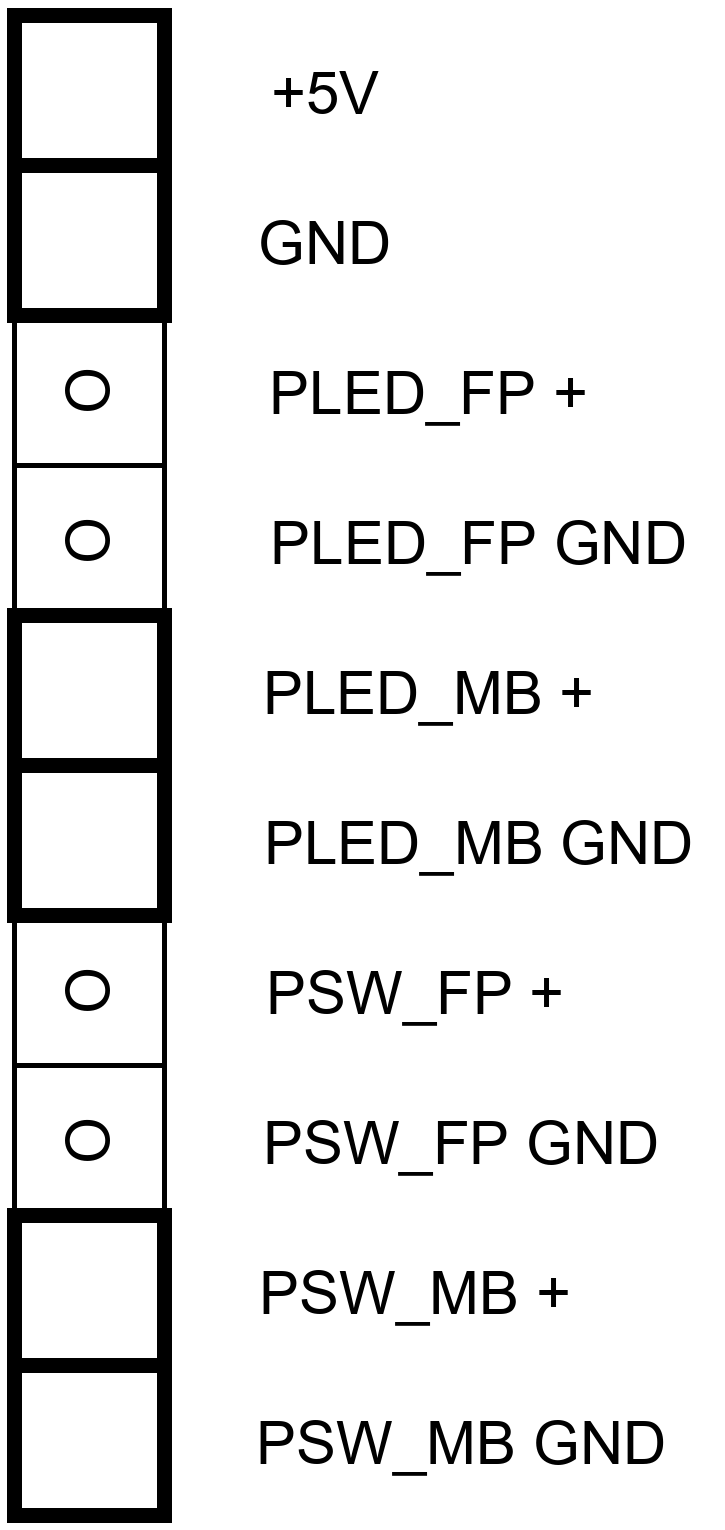 +5V
GND
O PLED_FP +
O PLED_FP GND
PLED_MB +
PLED_MB GND
O PSW_FP +
O PSW_FP GND
PSW_MB +
PSW_MB GND